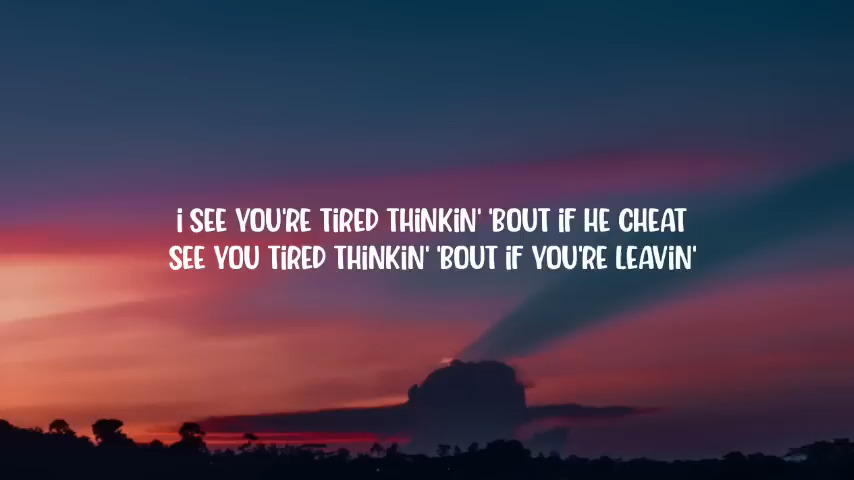 I SEE YOU'RE TIRED THINKIN' 'BOUT IF HE CHEAT
SEE YOU TIRED THINKIN' 'BOUT IF YOU'RE LEAVIN'